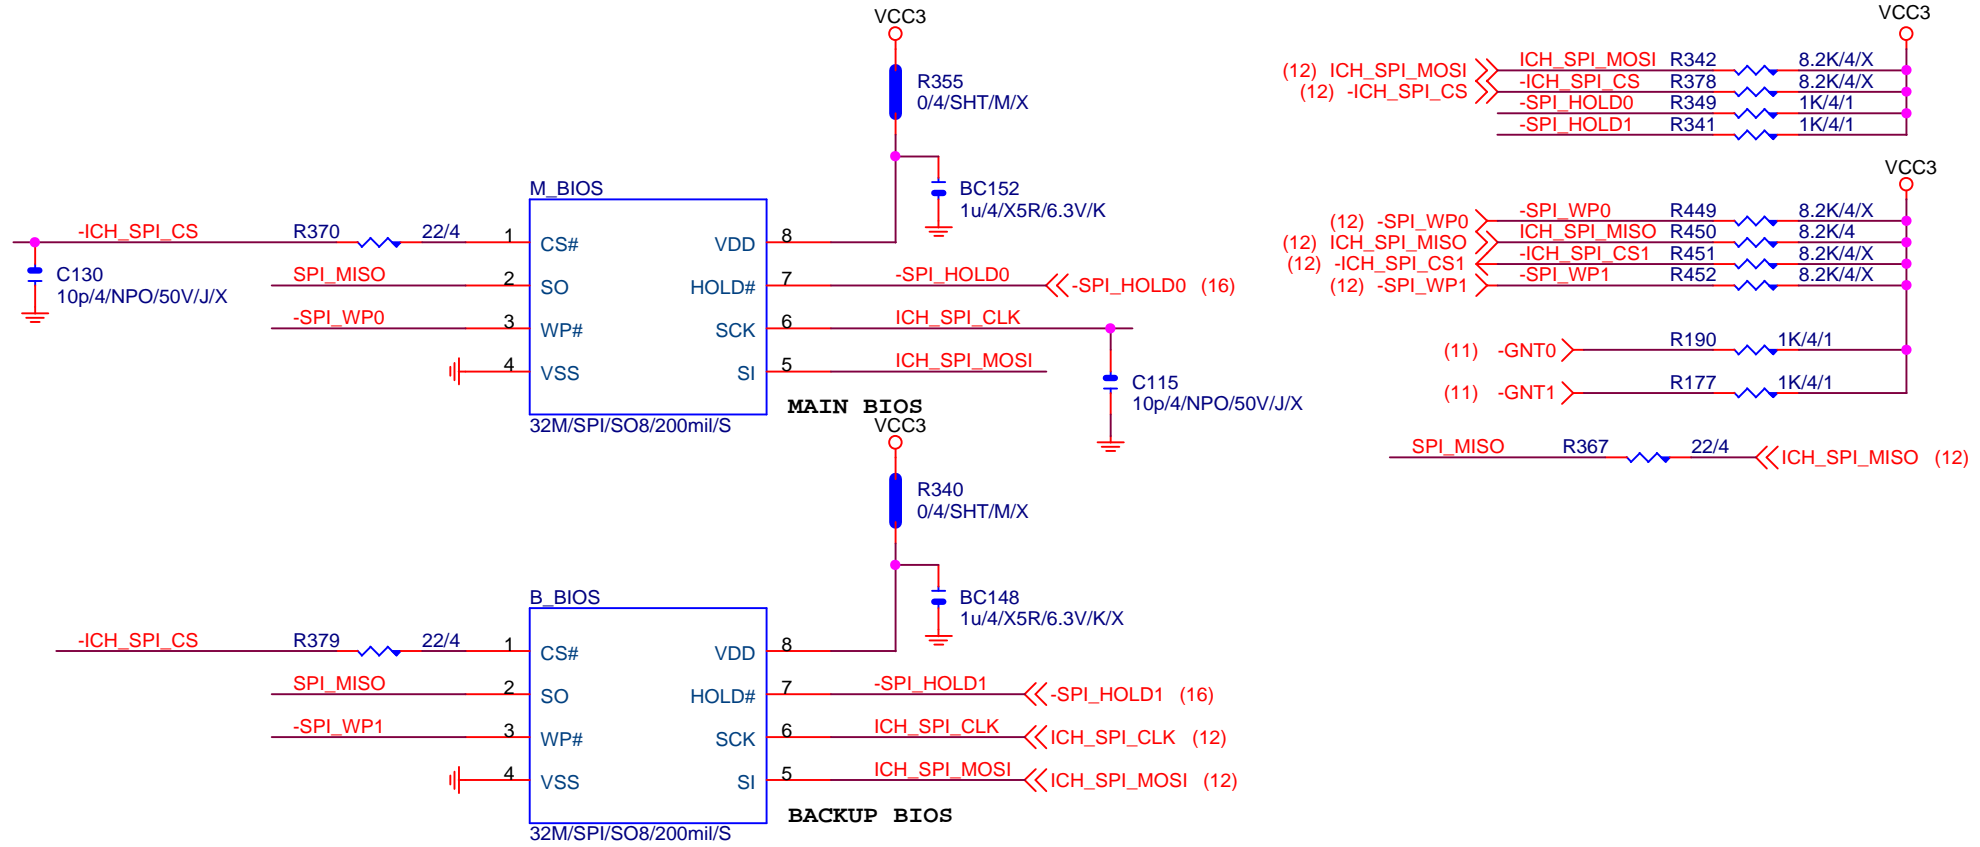 VCC3
R355
0/4/SHT/M/X
BC152
1u/4/X5R/6.3V/K
M_BIOS
-ICH_SPI_CS R370 22/4 1 CS# VDD 8
C130
10p/4/NPO/50V/J/X
SPI_MISO 2 SO HOLD# 7 -SPI_HOLD0 -SPI_HOLD0 (16)
-SPI_WP0 3 WP# SCK 6 ICH_SPI_CLK
4 VSS SI 5 ICH_SPI_MOSI
C115
10p/4/NPO/50V/J/X
MAIN BIOS
32M/SPI/SO8/200mil/S
VCC3
R340
0/4/SHT/M/X
BC148
1u/4/X5R/6.3V/K/X
B_BIOS
-ICH_SPI_CS R379 22/4 1 CS# VDD 8
SPI_MISO 2 SO HOLD# 7 -SPI_HOLD1 -SPI_HOLD1 (16)
-SPI_WP1 3 WP# SCK 6 ICH_SPI_CLK ICH_SPI_CLK (12)
4 VSS SI 5 ICH_SPI_MOSI ICH_SPI_MOSI (12)
BACKUP BIOS
32M/SPI/SO8/200mil/S
VCC3
(12) ICH_SPI_MOSI ICH_SPI_MOSI R342 8.2K/4/X
(12) -ICH_SPI_CS -ICH_SPI_CS R378 8.2K/4/X
-SPI_HOLD0 R349 1K/4/1
-SPI_HOLD1 R341 1K/4/1
VCC3
(12) -SPI_WP0 -SPI_WP0 R449 8.2K/4/X
(12) ICH_SPI_MISO ICH_SPI_MISO R450 8.2K/4
(12) -ICH_SPI_CS1 -ICH_SPI_CS1 R451 8.2K/4/X
(12) -SPI_WP1 -SPI_WP1 R452 8.2K/4/X
(11) -GNT0 R190 1K/4/1
(11) -GNT1 R177 1K/4/1
SPI_MISO R367 22/4 ICH_SPI_MISO (12)